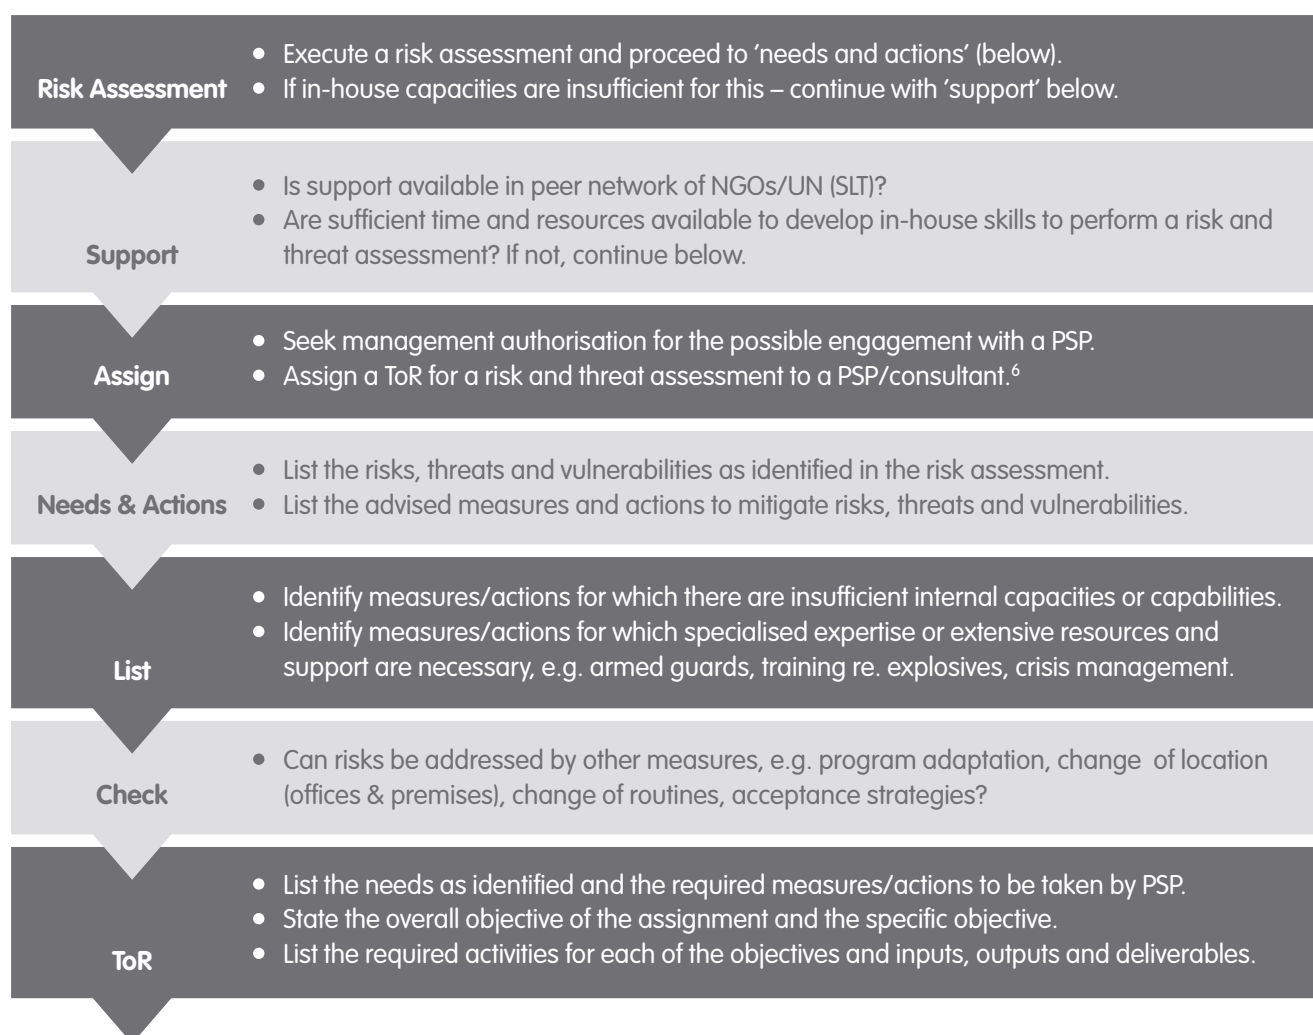 Risk Assessment
• Execute a risk assessment and proceed to ‘needs and actions’ (below).
• If in-house capacities are insufficient for this – continue with ‘support’ below.
Support
• Is support available in peer network of NGOs/UN (SLT)?
• Are sufficient time and resources available to develop in-house skills to perform a risk and
threat assessment? If not, continue below.
Assign
• Seek management authorisation for the possible engagement with a PSP.
• Assign a ToR for a risk and threat assessment to a PSP/consultant.⁶
Needs & Actions
• List the risks, threats and vulnerabilities as identified in the risk assessment.
• List the advised measures and actions to mitigate risks, threats and vulnerabilities.
List
• Identify measures/actions for which there are insufficient internal capacities or capabilities.
• Identify measures/actions for which specialised expertise or extensive resources and
support are necessary, e.g. armed guards, training re. explosives, crisis management.
Check
• Can risks be addressed by other measures, e.g. program adaptation, change of location
(offices & premises), change of routines, acceptance strategies?
ToR
• List the needs as identified and the required measures/actions to be taken by PSP.
• State the overall objective of the assignment and the specific objective.
• List the required activities for each of the objectives and inputs, outputs and deliverables.